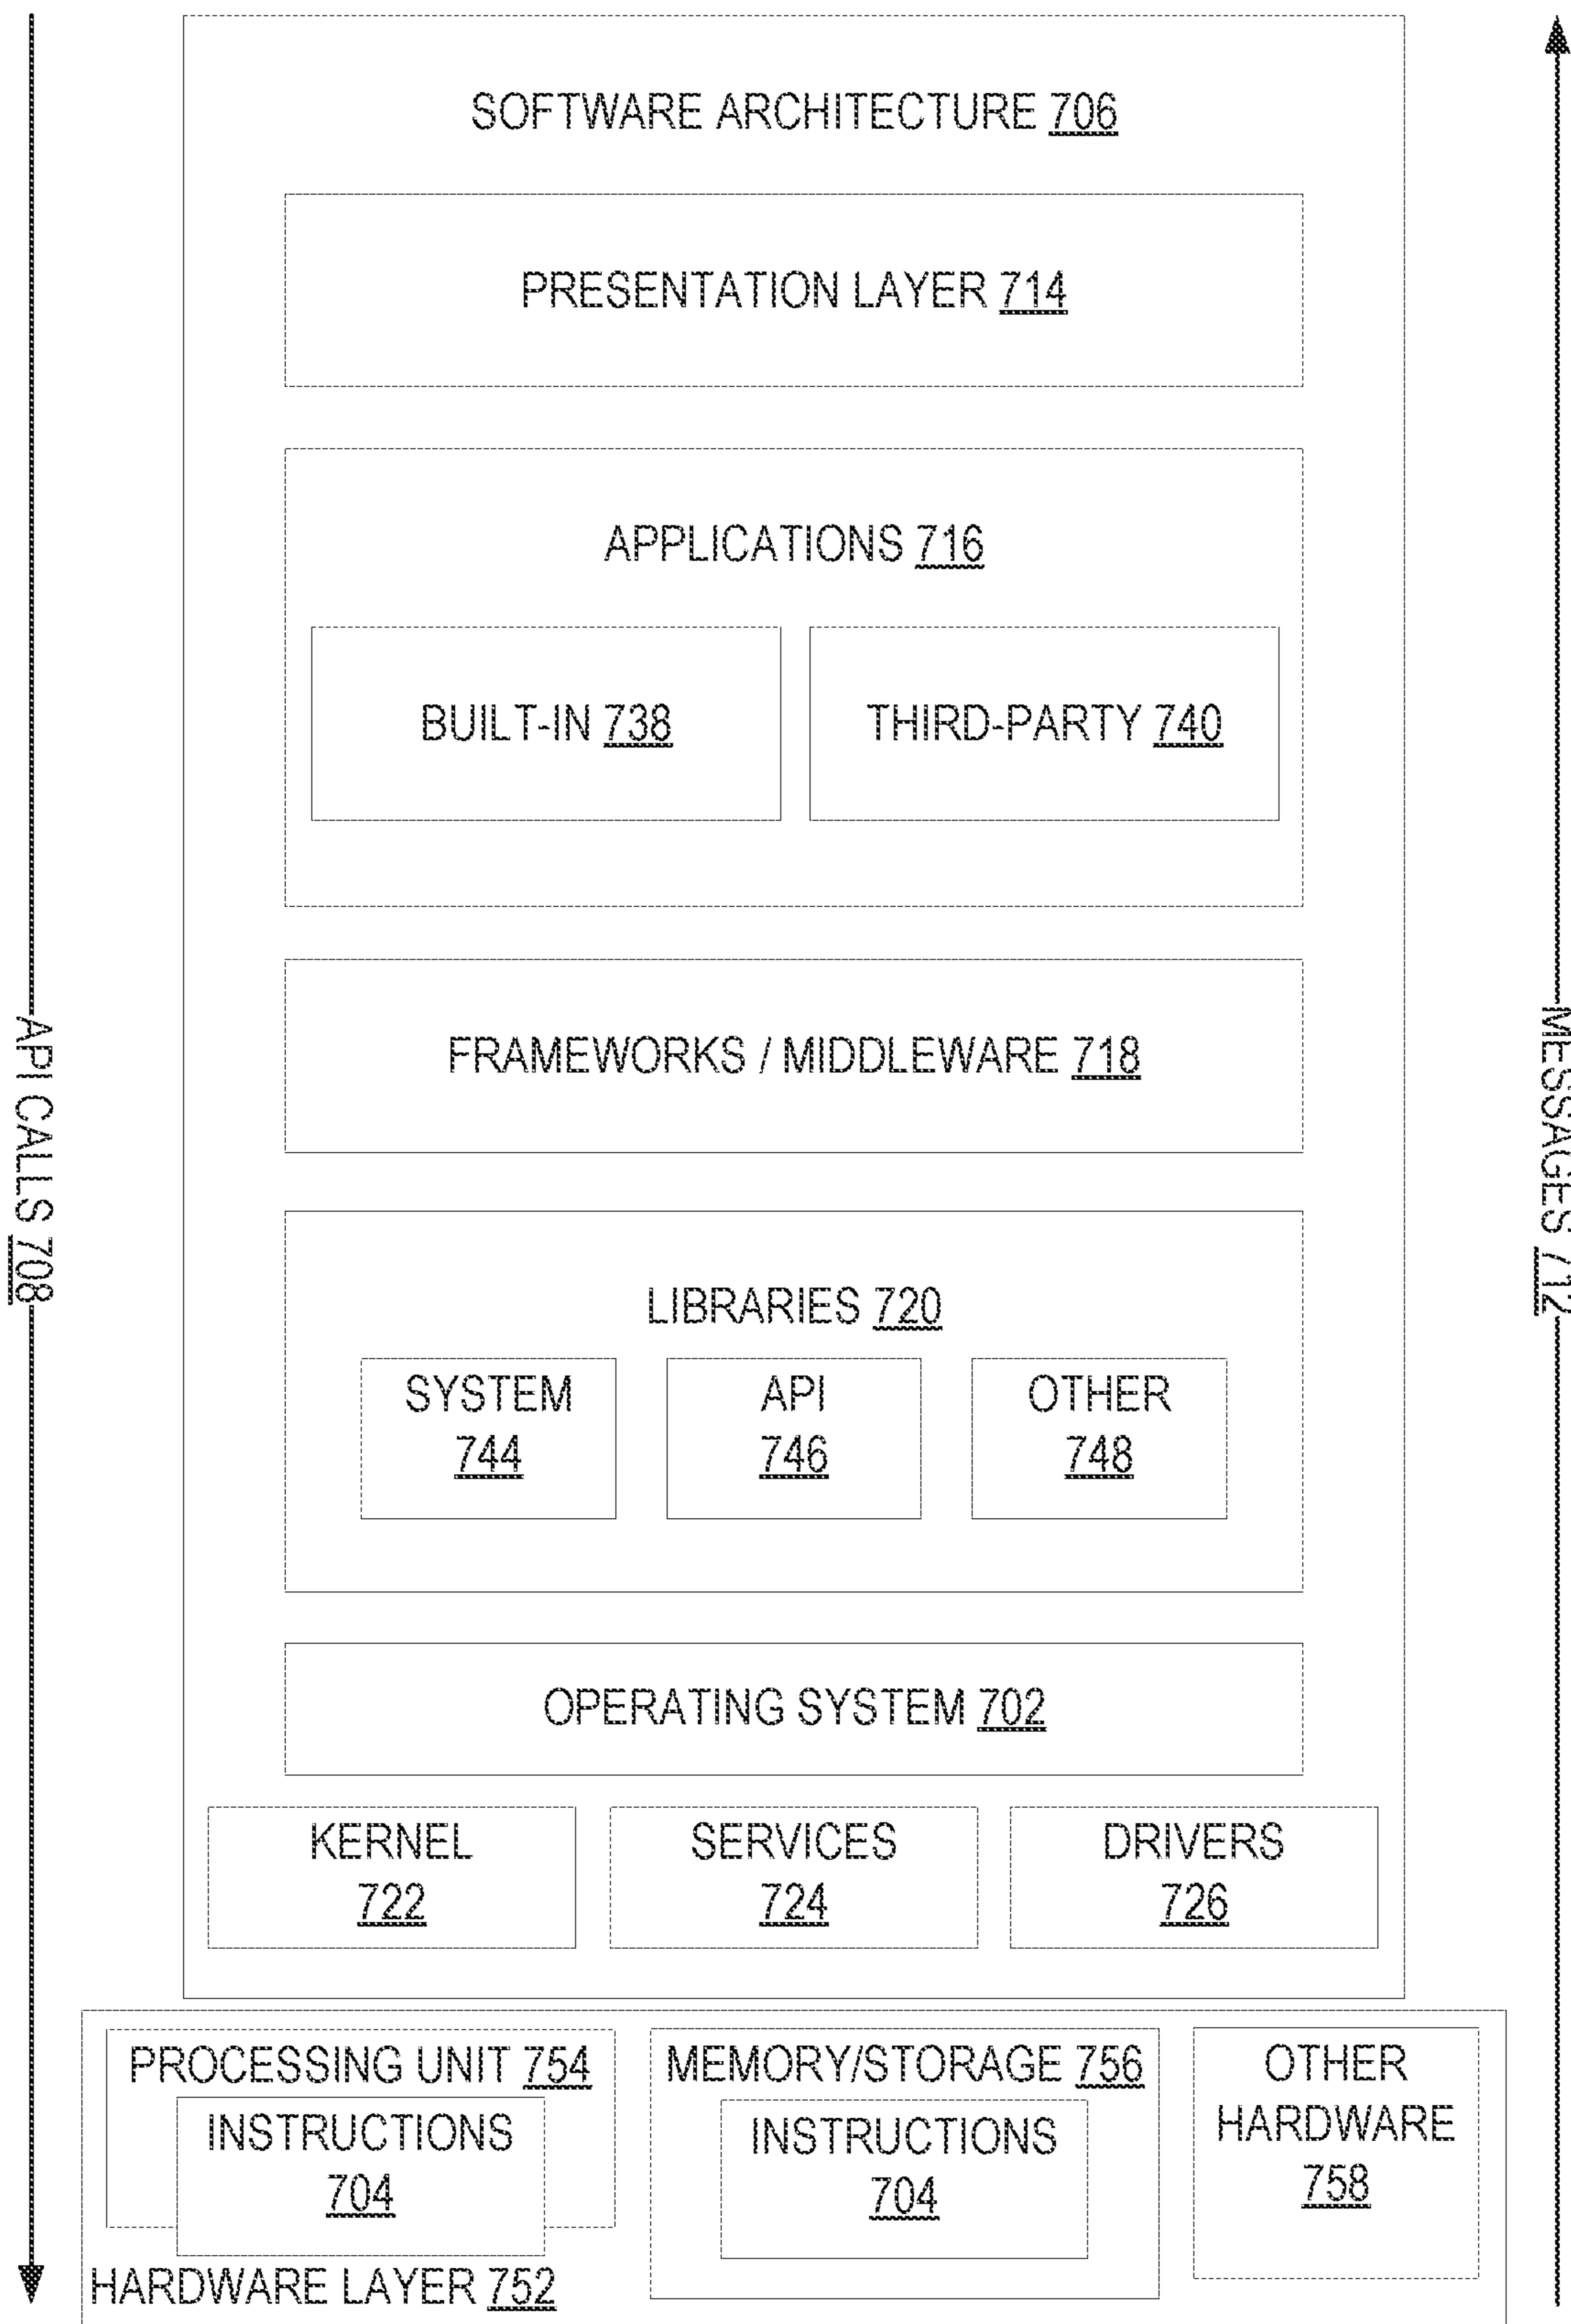 SOFTWARE ARCHITECTURE 706
PRESENTATION LAYER 714
APPLICATIONS 716
BUILT-IN 738
THIRD-PARTY 740
FRAMEWORKS / MIDDLEWARE 718
API CALLS 708
MESSAGES 712
LIBRARIES 720
SYSTEM
744
API
746
OTHER
748
OPERATING SYSTEM 702
KERNEL
722
SERVICES
724
DRIVERS
726
PROCESSING UNIT 754
INSTRUCTIONS
704
MEMORY/STORAGE 756
INSTRUCTIONS
704
OTHER
HARDWARE
758
HARDWARE LAYER 752